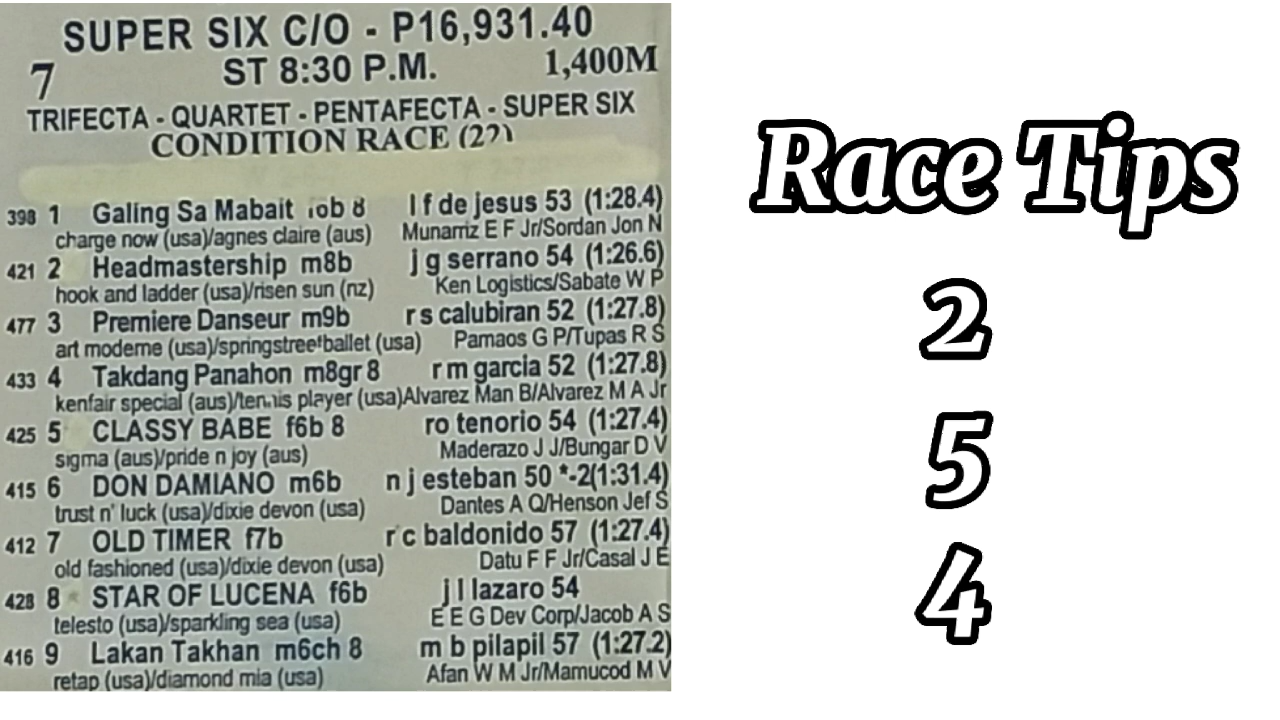 SUPER SIX C/O - P16,931.40
7 ST 8:30 P.M. 1,400M
TRIFECTA - QUARTET - PENTAFECTA - SUPER SIX
CONDITION RACE (22)
398 1 Galing Sa Mabait 8 l f de jesus 53 (1:28.4)
charge now (usa)/agnes claire (aus) Munarriz E F Jr/Sordan Jon N
421 2 Headmastership m8b j g serrano 54 (1:26.6)
hook and ladder (usa)/risen sun (nz) Ken Logistics/Sabate W P
477 3 Premiere Danseur m9b r s calubiran 52 (1:27.8)
art moderne (usa)/springstreetballet (usa) Pamaos G P/Tupas R S
433 4 Takdang Panahon m8gr 8 r m garcia 52 (1:27.8)
kenfair special (aus)/tennis player (usa)Alvarez Man B/Alvarez M A Jr
425 5 CLASSY BABE f6b 8 ro tenorio 54 (1:27.4)
sigma (aus)/pride n joy (aus) Maderazo J J/Bungar D V
415 6 DON DAMIANO m6b n j esteban 50 *-2(1:31.4)
trust n' luck (usa)/dixie devon (usa) Dantes A Q/Henson Jef S
412 7 OLD TIMER f7b r c baldonido 57 (1:27.4)
old fashioned (usa)/dixie devon (usa) Datu F F Jr/Casal J E
428 8 * STAR OF LUCENA f6b j l lazaro 54
telesto (usa)/sparkling sea (usa) E E G Dev Corp/Jacob A S
416 9 Lakan Takhan m6ch 8 m b pilapil 57 (1:27.2)
retap (usa)/diamond mia (usa) Afan W M Jr/Mamucod M V
Race Tips
2
5
4